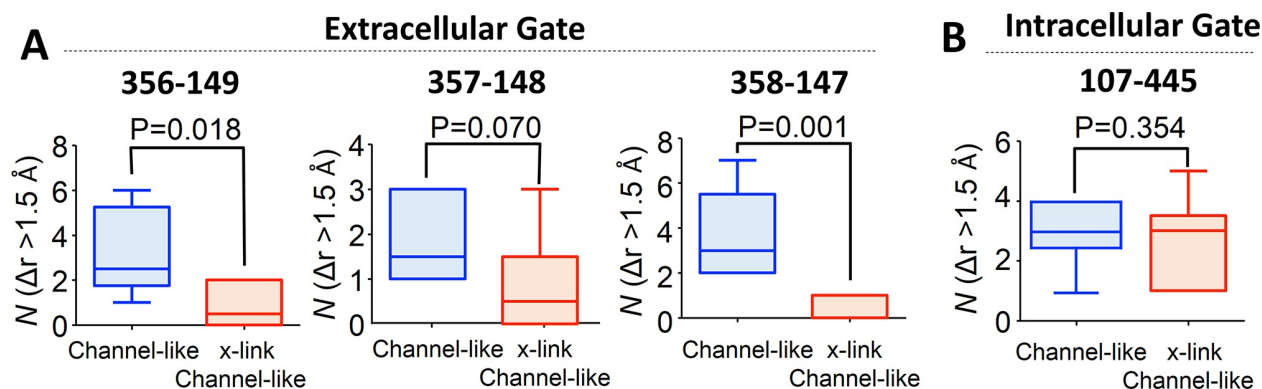 A
Extracellular Gate
356-149
P=0.018
N (Δr >1.5 Å)
8
6
4
2
0
Channel-like
x-link
Channel-like
357-148
P=0.070
N (Δr >1.5 Å)
4
3
2
1
0
Channel-like
x-link
Channel-like
358-147
P=0.001
N (Δr >1.5 Å)
8
6
4
2
0
Channel-like
x-link
Channel-like
B
Intracellular Gate
107-445
P=0.354
N (Δr >1.5 Å)
6
4
2
0
Channel-like
x-link
Channel-like